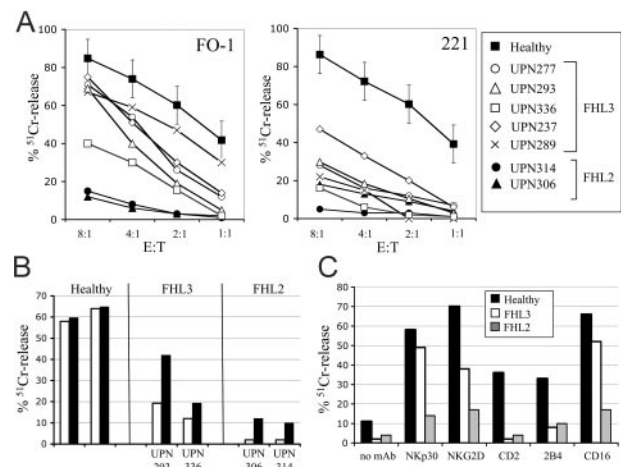 A
FO-1
% 51Cr-release
100
80
60
40
20
0
8:1 4:1 2:1 1:1
E:T
221
% 51Cr-release
100
80
60
40
20
0
8:1 4:1 2:1 1:1
E:T
Healthy
UPN277
UPN293
UPN336
UPN237
UPN289
FHL3
UPN314
UPN306
FHL2
B
Healthy FHL3 FHL2
% 51Cr-release
70
60
50
40
30
20
10
0
UPN UPN UPN UPN
293 336 306 314
C
% 51Cr-release
80
70
60
50
40
30
20
10
0
Healthy
FHL3
FHL2
no mAb NKp30 NKG2D CD2 2B4 CD16